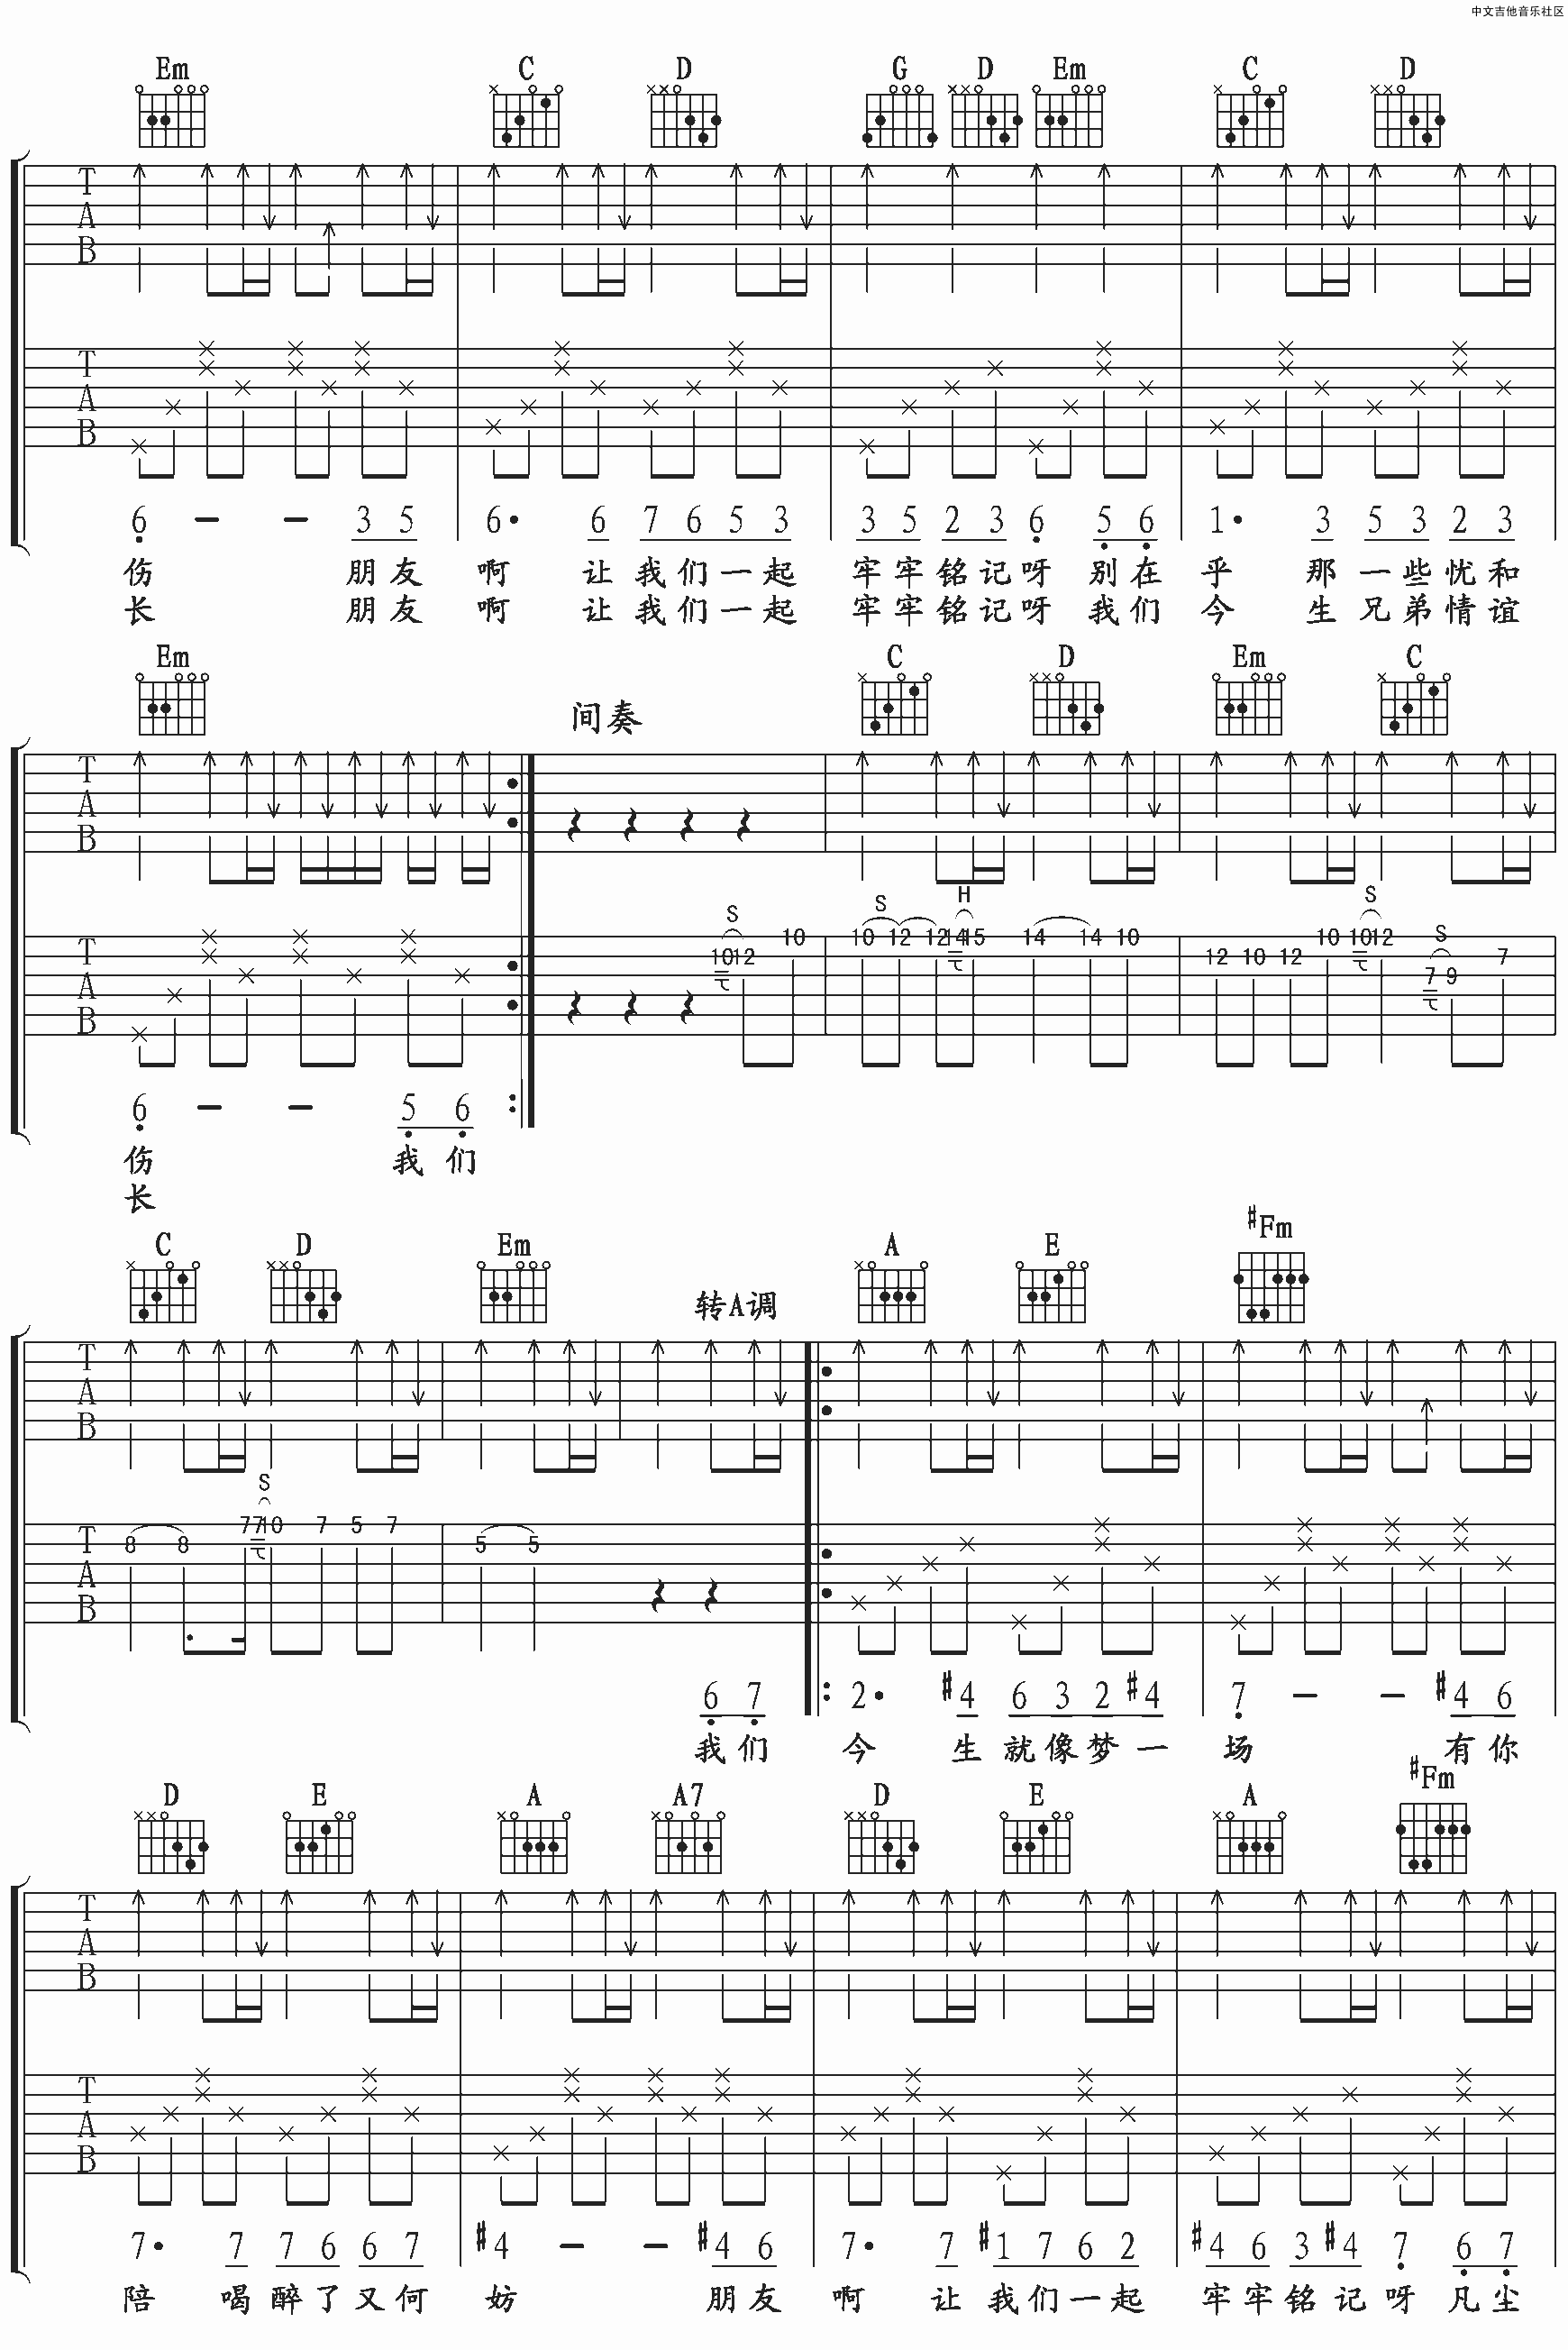 中文吉他音乐社区
Em C D G D Em C D
T A B
T A B
6 - - 3 5 6· 6 7 6 5 3 3 5 2 3 6 5 6 1· 3 5 3 2 3
伤 朋 友 啊 让 我 们 一 起 牢 牢 铭 记 呀 别 在 乎 那 一 些 忧 和
长 朋 友 啊 让 我 们 一 起 牢 牢 铭 记 呀 我 们 今 生 兄 弟 情 谊
Em 间奏 C D Em C
T A B
S S H S S
T A B
10 12 10 10 12 12 14 15 14 14 10 12 10 12 10 10 12 7 9 7
6 - - 5 6 :
伤 我 们
长
C D Em 转A调 A E #Fm
T A B
S
T A B
8 8 7 7 10 7 5 7 5 5
6 7 : 2· #4 6 3 2 #4 7 - - #4 6
我 们 今 生 就 像 梦 一 场 有 你
D E A A7 D E A #Fm
T A B
T A B
7· 7 7 6 6 7 #4 - - #4 6 7· 7 #1 7 6 2 #4 6 3 #4 7 6 7
陪 喝 醉 了 又 何 妨 朋 友 啊 让 我 们 一 起 牢 牢 铭 记 呀 凡 尘